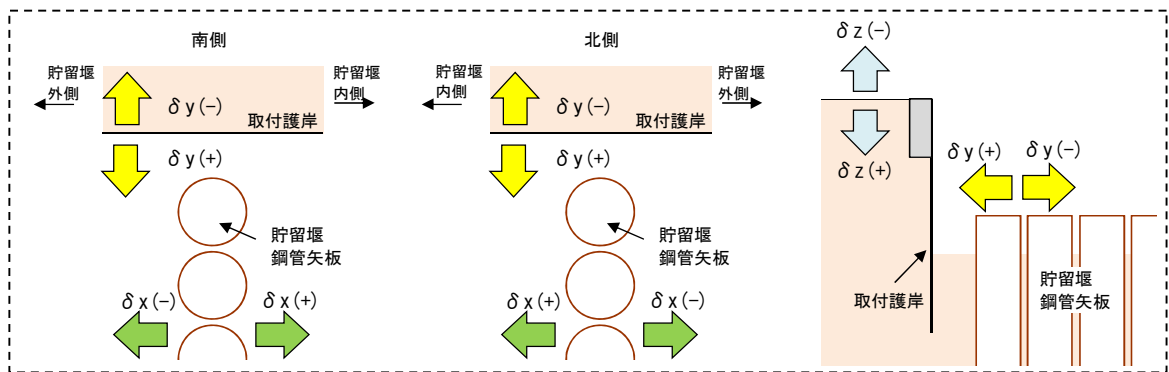 南側
貯留堰
外側
δy(−)
貯留堰
内側
取付護岸
δy(+)
貯留堰
鋼管矢板
δx(−)
δx(+)
北側
貯留堰
内側
δy(−)
貯留堰
外側
取付護岸
δy(+)
貯留堰
鋼管矢板
δx(+)
δx(−)
δz(−)
δz(+)
δy(+)
δy(−)
取付護岸
貯留堰
鋼管矢板